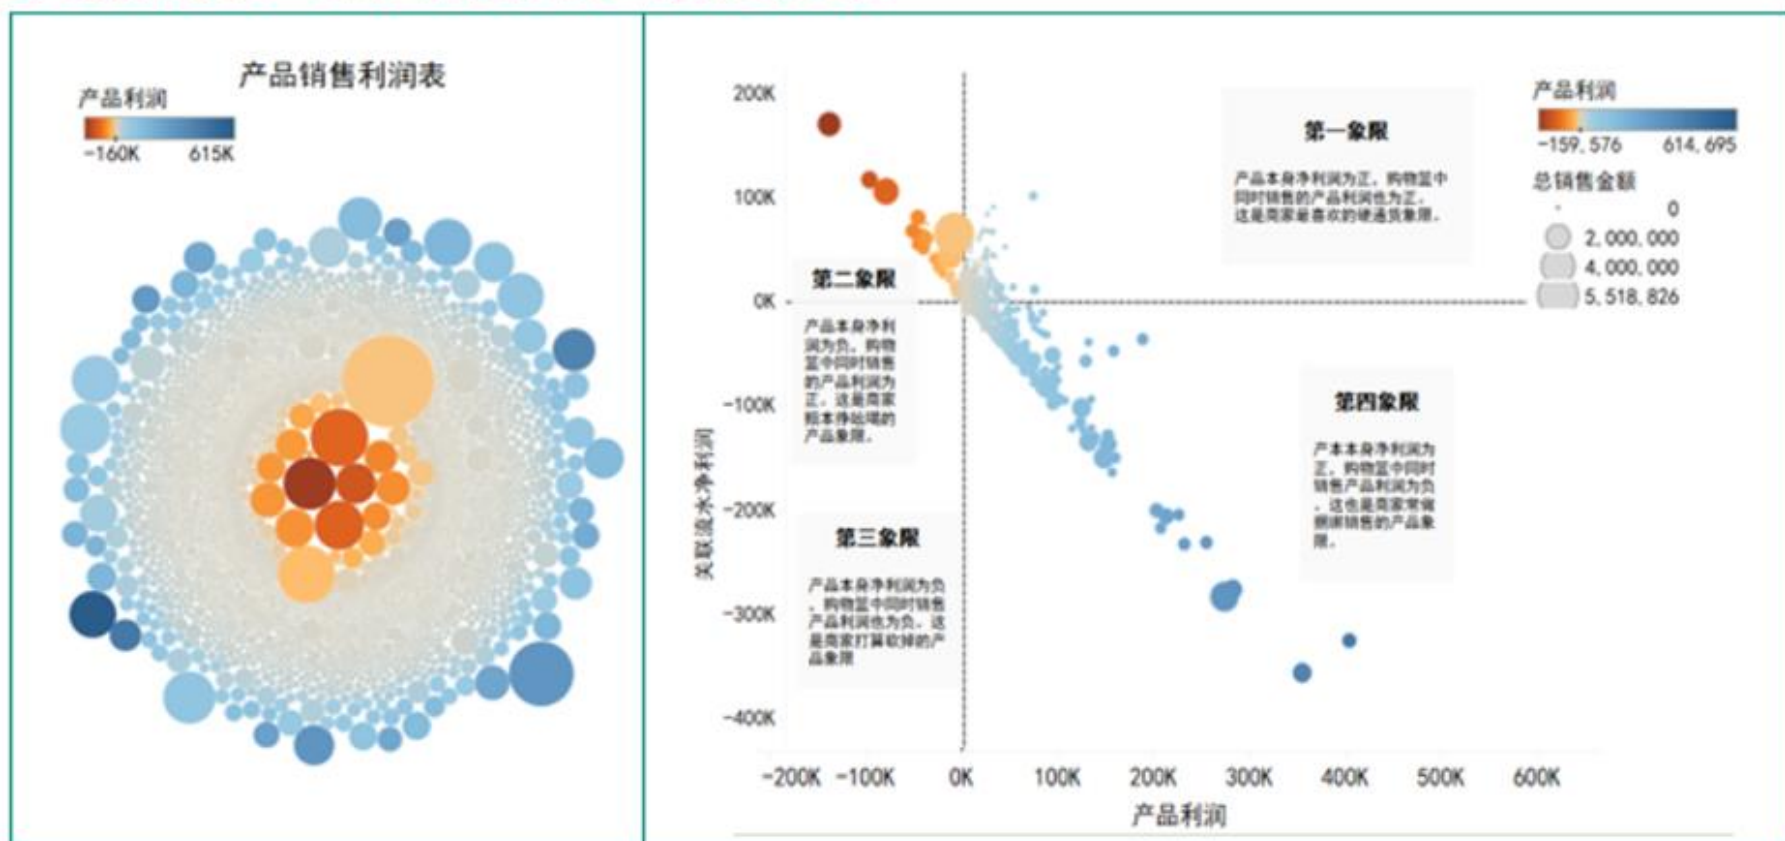 产品销售利润表
产品利润
-160K
615K
200K
100K
0K
-100K
-200K
-300K
-400K
关联流水净利润
-200K
-100K
0K
100K
200K
300K
400K
500K
600K
产品利润
第一象限
产品本身净利润为正，购物篮中
同时销售的产品利润也为正，
这是商家最喜欢的硬通货象限。
第二象限
产品本身净利
润为负，购物
篮中同时销售
的产品利润为
正，这是商家
赔本挣吆喝的
产品象限。
第三象限
产品本身净利润为负
，购物篮中同时销售
产品利润也为负，这
是商家打算砍掉的产
品象限
第四象限
产本本身净利润为
正，购物篮中同时
销售产品利润为负
，这也是商家常做
捆绑销售的产品象
限。
产品利润
-159,576
614,695
总销售金额
0
2,000,000
4,000,000
5,518,826